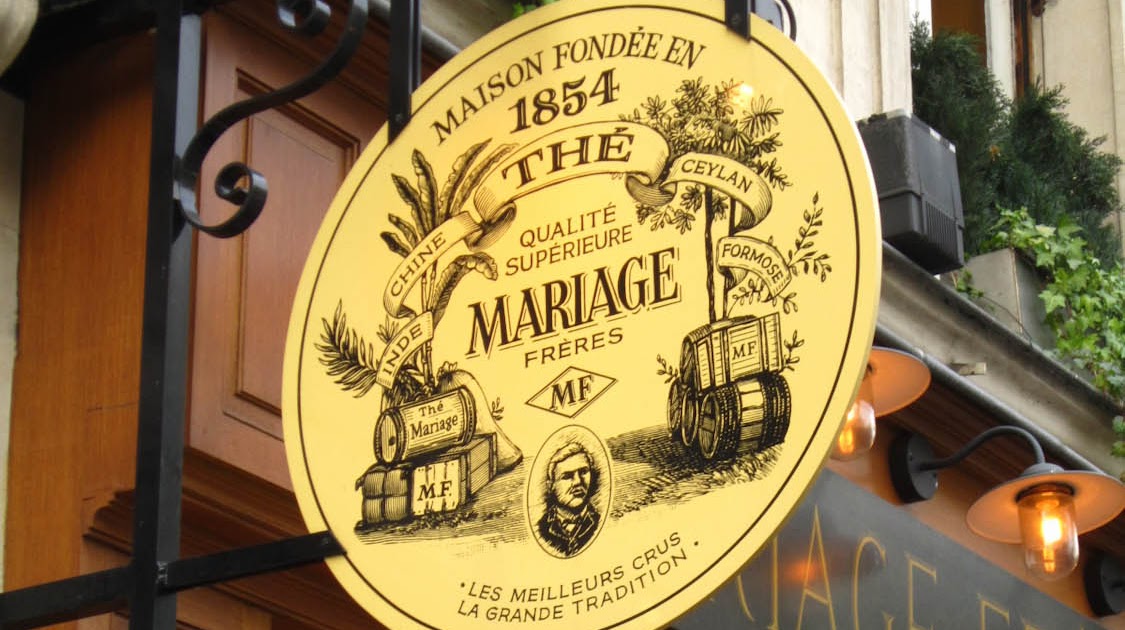 MAISON FONDÉE EN
1854
THÉ
CEYLAN
CHINE
QUALITÉ
SUPÉRIEURE
FORMOSE
INDE
MARIAGE
FRÈRES
MF
MF
Thé
Mariage
M.F.
•LES MEILLEURS CRUS
LA GRANDE TRADITION•